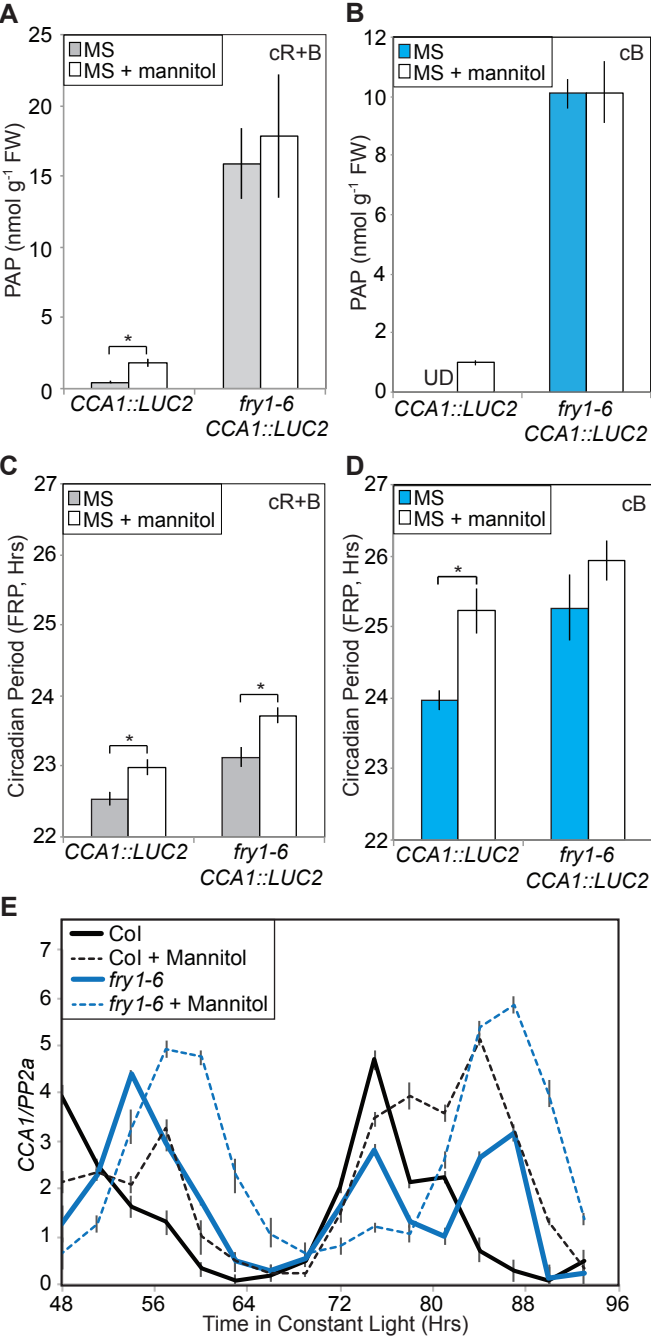 A
25
20
15
10
5
0
PAP (nmol g⁻¹ FW)
MS
MS + mannitol
cR+B
*
CCA1::LUC2
fry1-6
CCA1::LUC2
B
12
10
8
6
4
2
0
PAP (nmol g⁻¹ FW)
MS
MS + mannitol
cB
UD
CCA1::LUC2
fry1-6
CCA1::LUC2
C
27
26
25
24
23
22
Circadian Period (FRP, Hrs)
MS
MS + mannitol
cR+B
*
*
CCA1::LUC2
fry1-6
CCA1::LUC2
D
27
26
25
24
23
22
Circadian Period (FRP, Hrs)
MS
MS + mannitol
cB
*
CCA1::LUC2
fry1-6
CCA1::LUC2
E
7
6
5
4
3
2
1
0
CCA1/PP2a
Col
Col + Mannitol
fry1-6
fry1-6 + Mannitol
48 56 64 72 80 88 96
Time in Constant Light (Hrs)